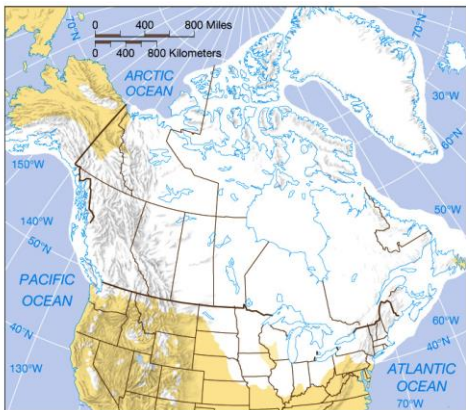 0 400 800 Miles
0 400 800 Kilometers
70°N
ARCTIC
OCEAN
70°N
30°W
60°N
150°W
50°W
140°W
50°N
PACIFIC
OCEAN
60°W
40°N
40°N
ATLANTIC
OCEAN
130°W
70°W